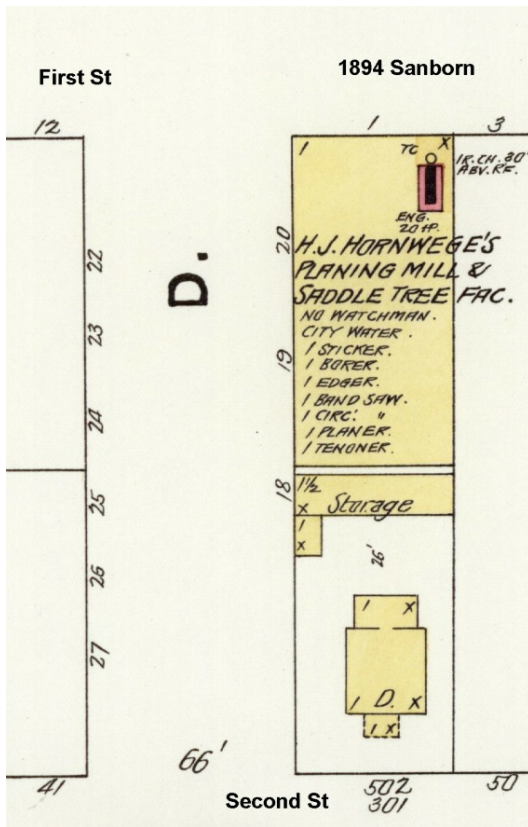 First St
1894 Sanborn
12
1
3
1
TC
X
IR. CH. 30'
ABV. RF.
ENG.
20 HP.
20
H.J. HORNWEGE'S
PLANING MILL &
SADDLE TREE FAC.
NO WATCHMAN.
CITY WATER.
1 STICKER.
1 BORER.
1 EDGER.
1 BAND SAW.
1 CIRC. "
1 PLANER.
1 TENONER.
22
D.
23
19
24
18
1½
X
Storage
25
1
X
26'
26
1
X
27
1
D.
X
1
X
66'
41
Second St
502
301
50